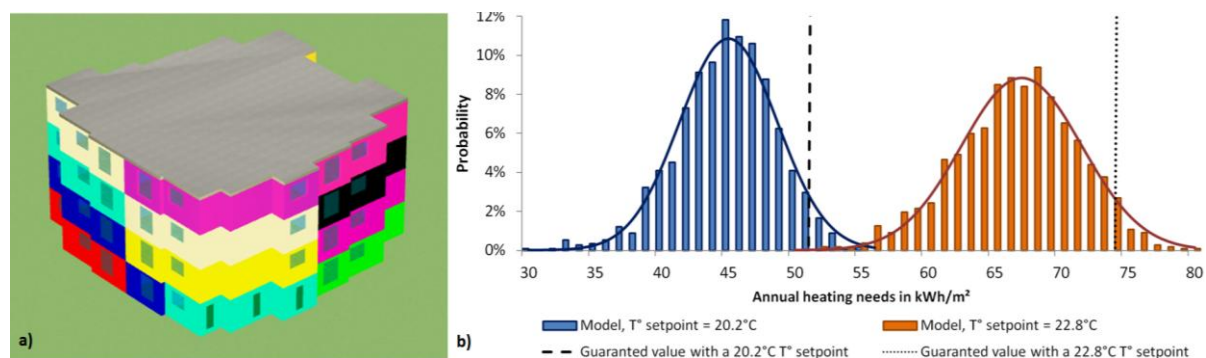 a)
b)
Probability
12%
10%
8%
6%
4%
2%
0%
30 35 40 45 50 55 60 65 70 75 80
Annual heating needs in kWh/m²
Model, T° setpoint = 20.2°C
Model, T° setpoint = 22.8°C
Guaranted value with a 20.2°C T° setpoint
Guaranted value with a 22.8°C T° setpoint